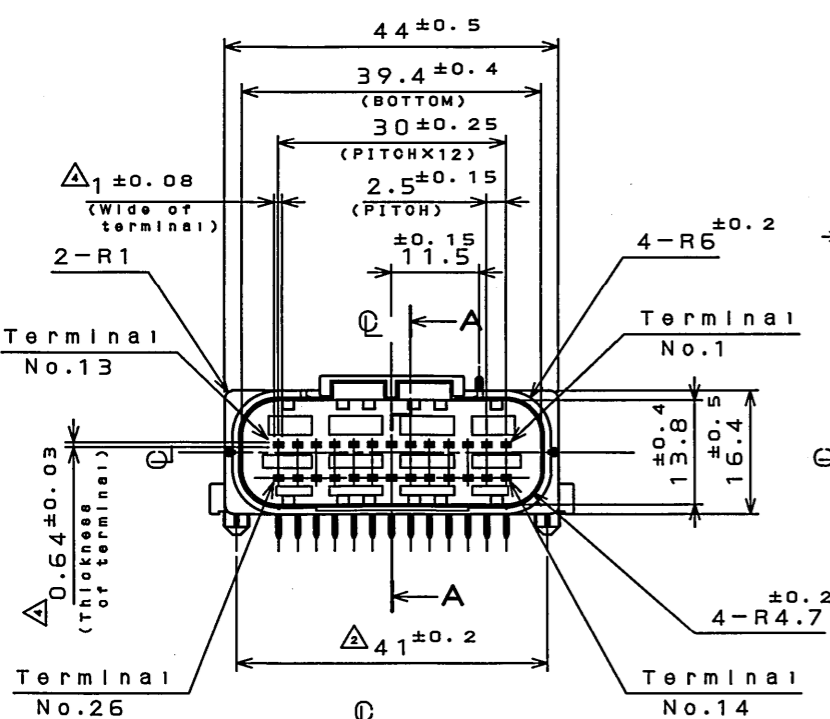 44±0.5
39.4±0.4
(BOTTOM)
30±0.25
(PITCH×12)
4 1±0.08
(Wide of
terminal)
2.5±0.15
(PITCH)
±0.15
11.5
4-R6±0.2
2-R1
℄
A
Terminal
No.13
Terminal
No.1
℄
℄
±0.4
13.8
±0.5
16.4
4 0.64±0.03
(Thickness
of terminal)
A
4-R4.7±0.2
2 41±0.2
Terminal
No.26
Terminal
No.14
℄